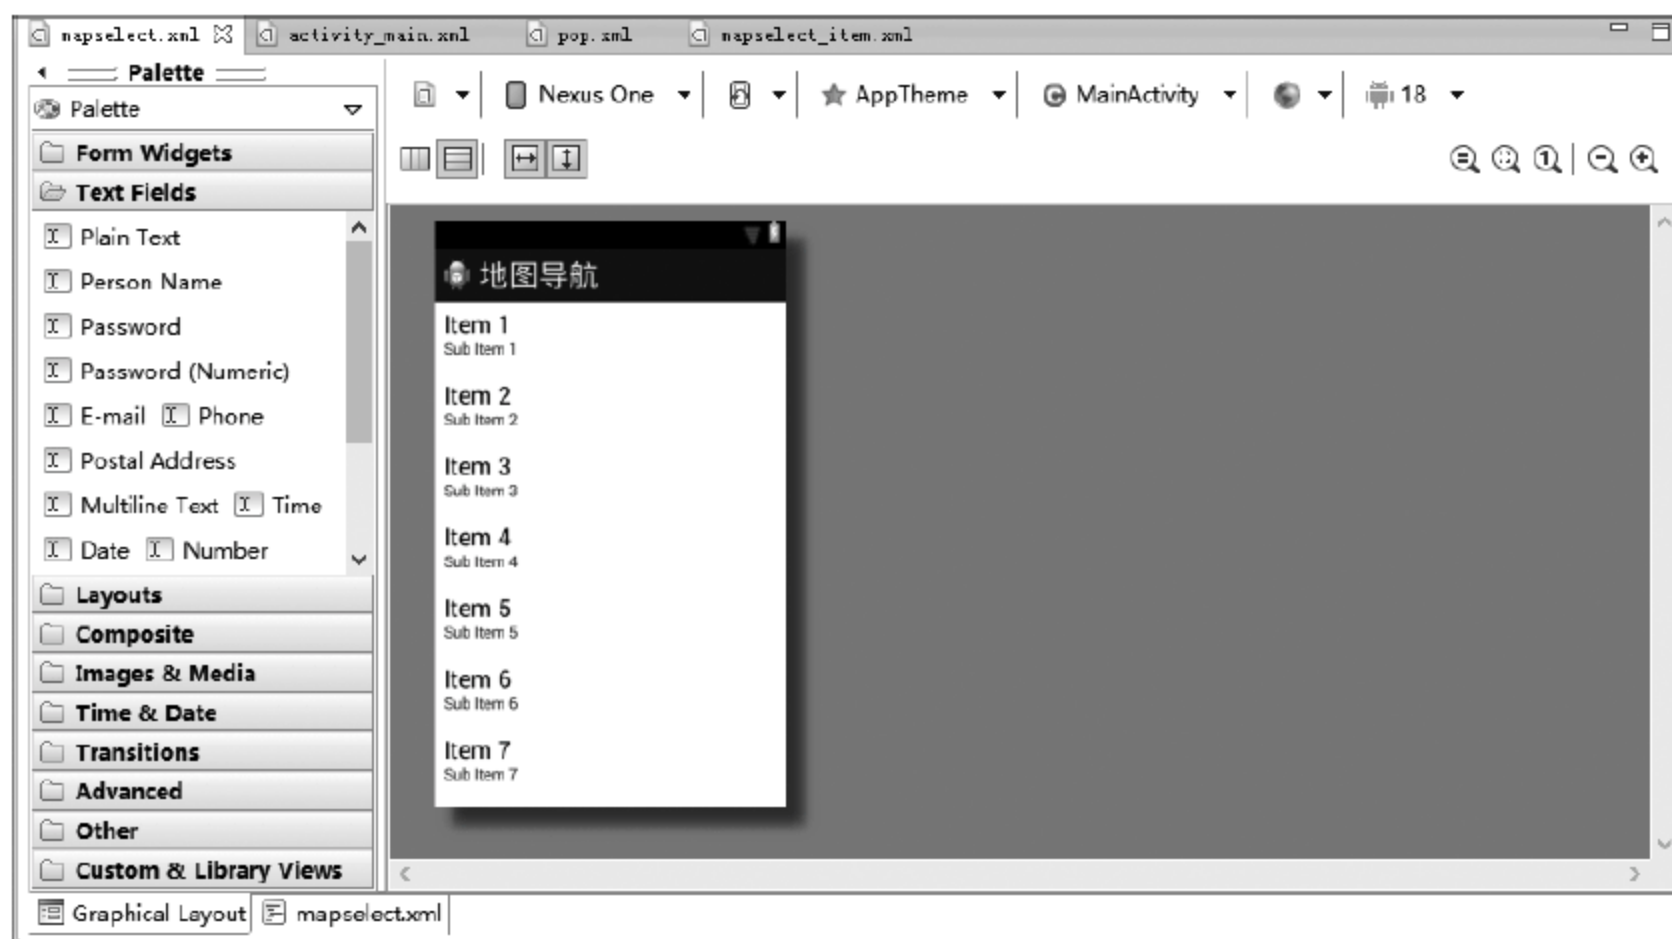 mapselect.xml activity_main.xml pop.xml mapselect_item.xml
Palette
Palette
Nexus One AppTheme MainActivity 18
Form Widgets
Text Fields
Plain Text
Person Name
Password
Password (Numeric)
E-mail Phone
Postal Address
Multiline Text Time
Date Number
Layouts
Composite
Images & Media
Time & Date
Transitions
Advanced
Other
Custom & Library Views
地图导航
Item 1
Sub Item 1
Item 2
Sub Item 2
Item 3
Sub Item 3
Item 4
Sub Item 4
Item 5
Sub Item 5
Item 6
Sub Item 6
Item 7
Sub Item 7
Graphical Layout mapselect.xml